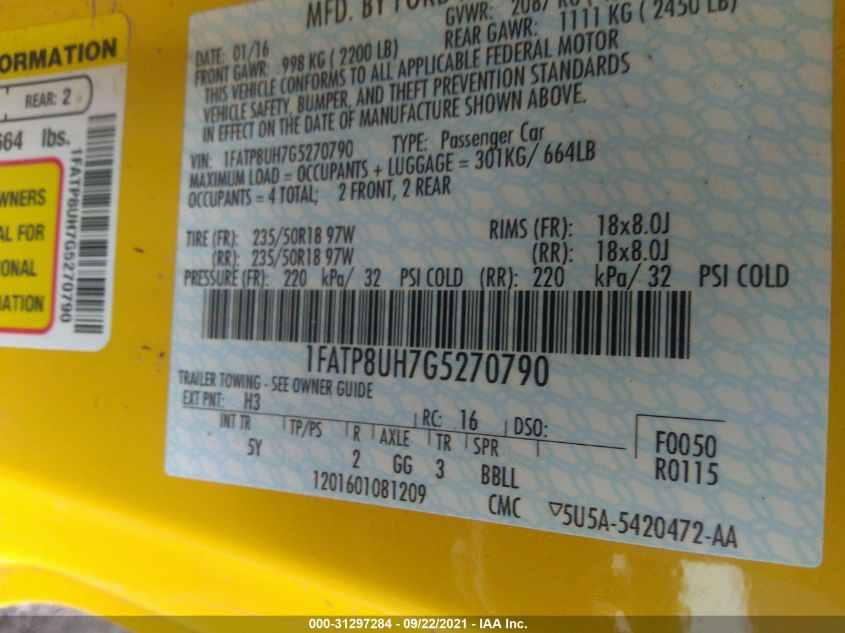 MFD. BY FORD
GVWR: 2087
DATE: 01/16
REAR GAWR: 1111 KG ( 2450 LB)
FRONT GAWR: 998 KG ( 2200 LB)
THIS VEHICLE CONFORMS TO ALL APPLICABLE FEDERAL MOTOR
VEHICLE SAFETY, BUMPER, AND THEFT PREVENTION STANDARDS
IN EFFECT ON THE DATE OF MANUFACTURE SHOWN ABOVE.
VIN: 1FATP8UH7G5270790 TYPE: Passenger Car
MAXIMUM LOAD = OCCUPANTS + LUGGAGE = 301KG/ 664LB
OCCUPANTS = 4 TOTAL; 2 FRONT, 2 REAR
TIRE (FR): 235/50R18 97W RIMS (FR): 18x8.0J
(RR): 235/50R18 97W (RR): 18x8.0J
PRESSURE (FR): 220 kPa/ 32 PSI COLD (RR): 220 kPa/ 32 PSI COLD
1FATP8UH7G5270790
TRAILER TOWING - SEE OWNER GUIDE
EXT PNT: H3 RC: 16 DSO:
INT TR TP/PS R AXLE TR SPR
5Y 2 GG 3 BBLL
F0050
R0115
1201601081209 CMC ▽5U5A-5420472-AA
ORMATION
REAR: 2
664 lbs.
1FATP8UH7G5270790
WNERS
AL FOR
IONAL
MATION
000-31297284 - 09/22/2021 - IAA Inc.